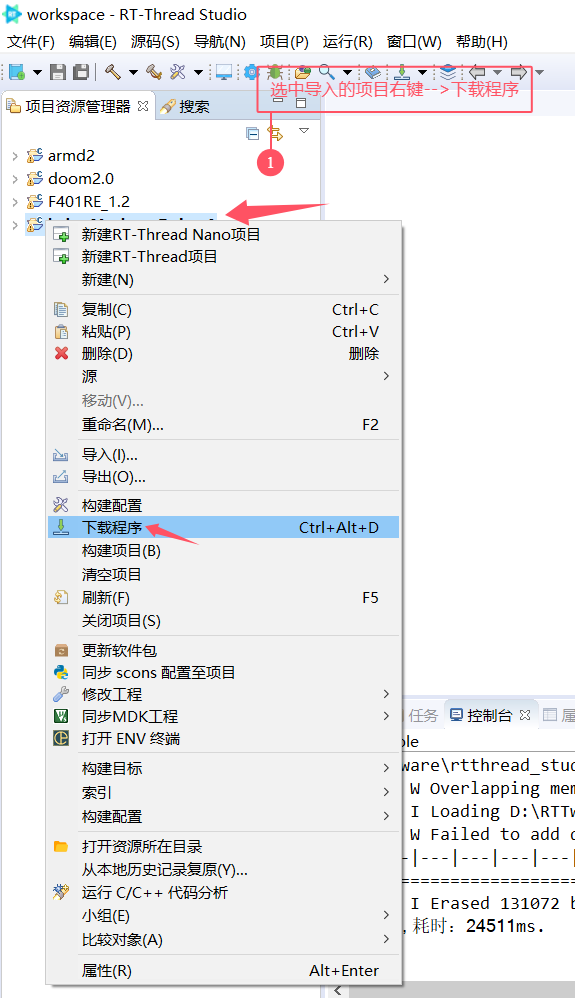 workspace - RT-Thread Studio
文件(F) 编辑(E) 源码(S) 导航(N) 项目(P) 运行(R) 窗口(W) 帮助(H)
选中导入的项目右键-->下载程序
项目资源管理器 搜索
1
armd2
doom2.0
F401RE_1.2
新建RT-Thread Nano项目
新建RT-Thread项目
新建(N)
复制(C) Ctrl+C
粘贴(P) Ctrl+V
删除(D) 删除
源
移动(V)...
重命名(M)... F2
导入(I)...
导出(O)...
构建配置
下载程序 Ctrl+Alt+D
构建项目(B)
清空项目
刷新(F) F5
关闭项目(S)
更新软件包
同步 scons 配置至项目
修改工程
同步MDK工程
打开 ENV 终端
构建目标
索引
构建配置
打开资源所在目录
从本地历史记录复原(Y)...
运行 C/C++ 代码分析
小组(E)
比较对象(A)
属性(R) Alt+Enter
任务 控制台
ole
ware\rtthread_stud
W Overlapping mem
I Loading D:\RTTw
W Failed to add
-|---|---|---|---|
====================
I Erased 131072 b
,耗时: 24511ms.